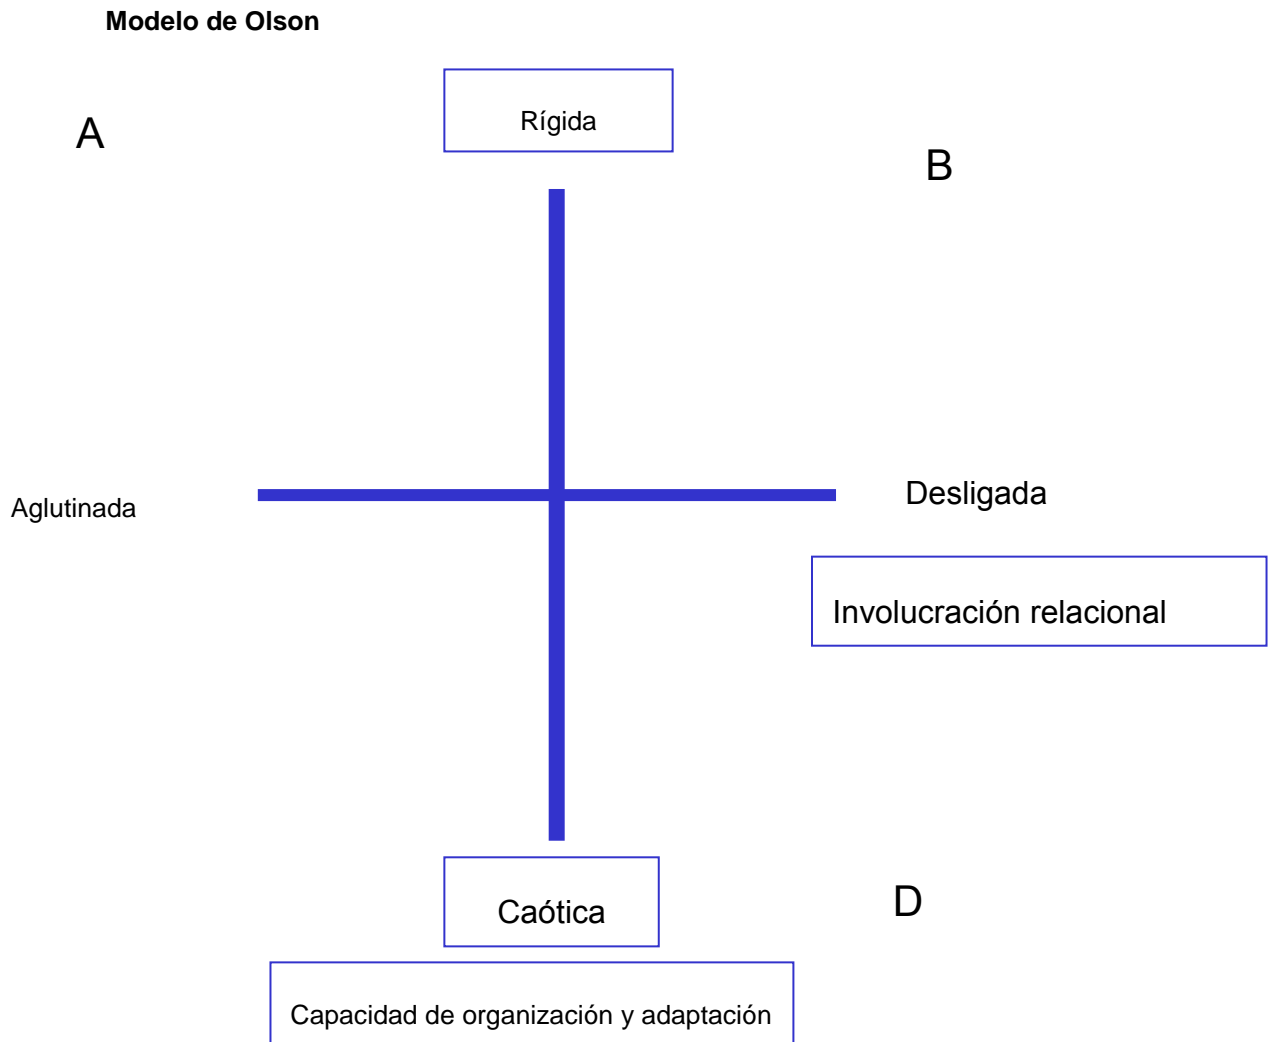 Modelo de Olson
Rígida
A
B
Aglutinada
Desligada
Involucración relacional
Caótica
D
Capacidad de organización y adaptación